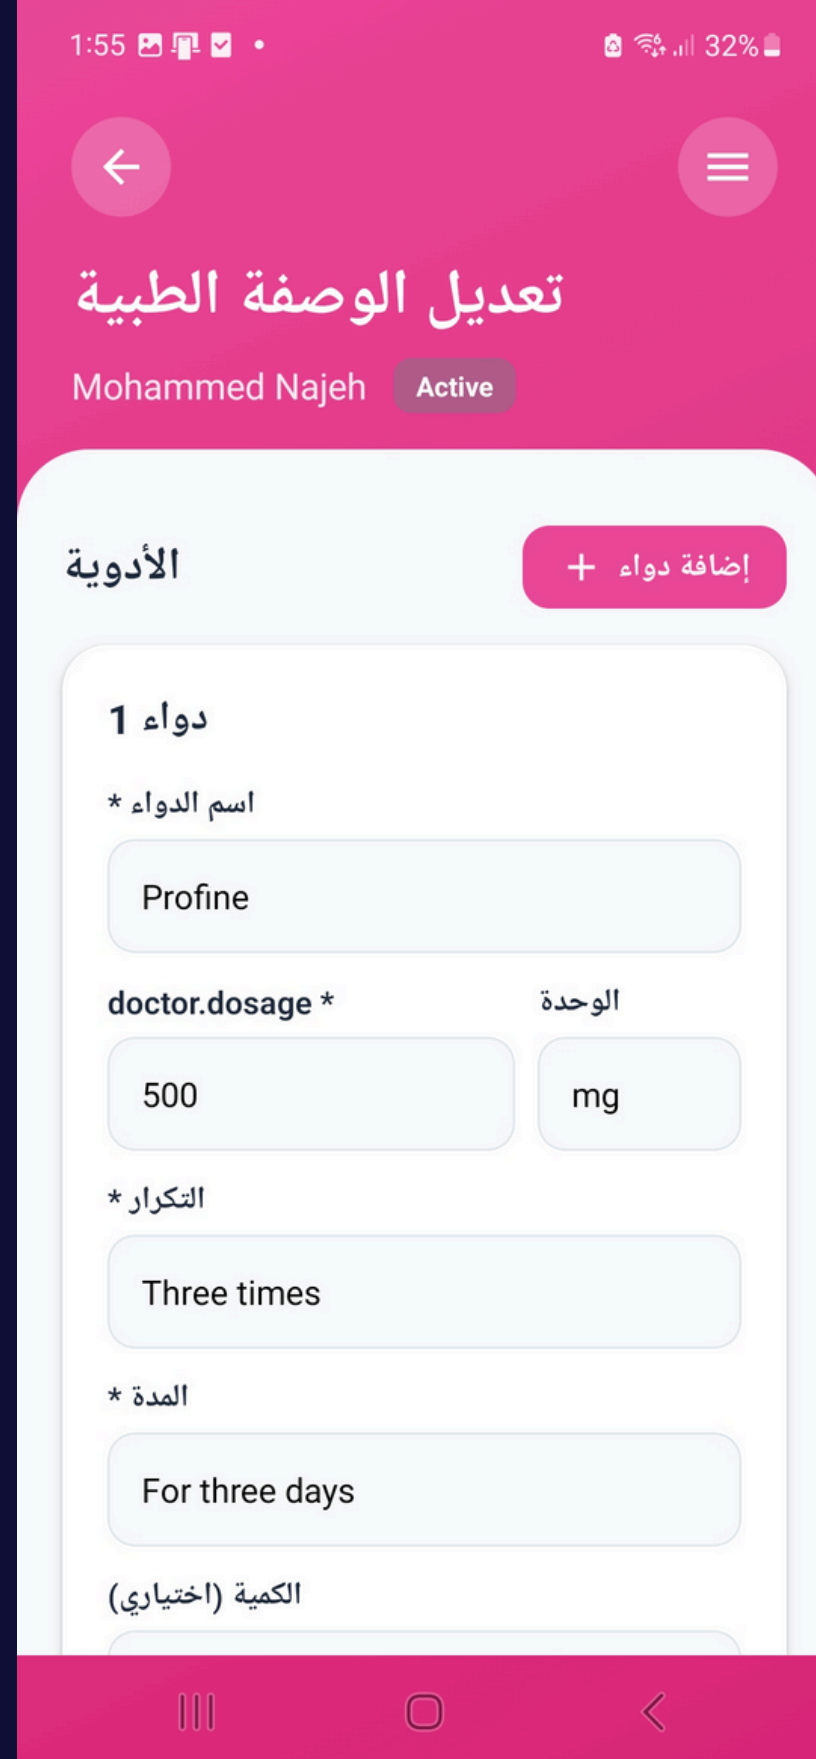 1:55
32%
تعديل الوصفة الطبية
Mohammed Najeh Active
الأدوية
إضافة دواء +
دواء 1
اسم الدواء *
Profine
doctor.dosage * الوحدة
500 mg
التكرار *
Three times
المدة *
For three days
الكمية (اختياري)